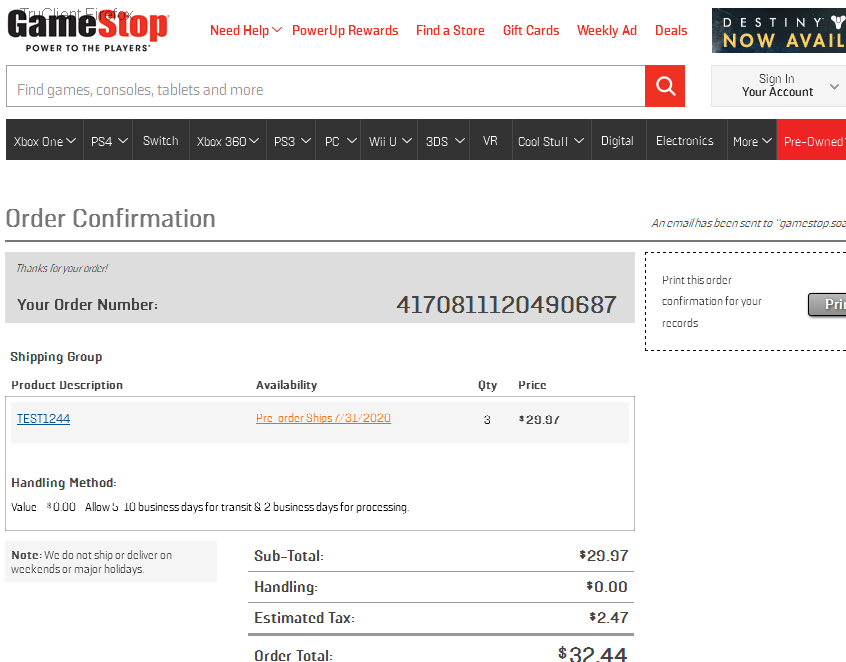 TruClient Firefox
GameStop
POWER TO THE PLAYERS
Need Help PowerUp Rewards Find a Store Gift Cards Weekly Ad Deals
DESTINY
NOW AVAIL
Find games, consoles, tablets and more
Sign In
Your Account
Xbox One PS4 Switch Xbox 360 PS3 PC Wii U 3DS VR Cool Stuff Digital Electronics More Pre-Owned
Order Confirmation
An email has been sent to "gamestop.soa
Thanks for your order!
Your Order Number: 4170811120490687
Print this order
confirmation for your
records
Prin
Shipping Group
Product Description Availability Qty Price
TEST1244 Pre-order Ships 7/31/2020 3 $29.97
Handling Method:
Value $0.00 Allow 5-10 business days for transit & 2 business days for processing.
Note: We do not ship or deliver on
weekends or major holidays.
Sub-Total: $29.97
Handling: $0.00
Estimated Tax: $2.47
Order Total: $32.44